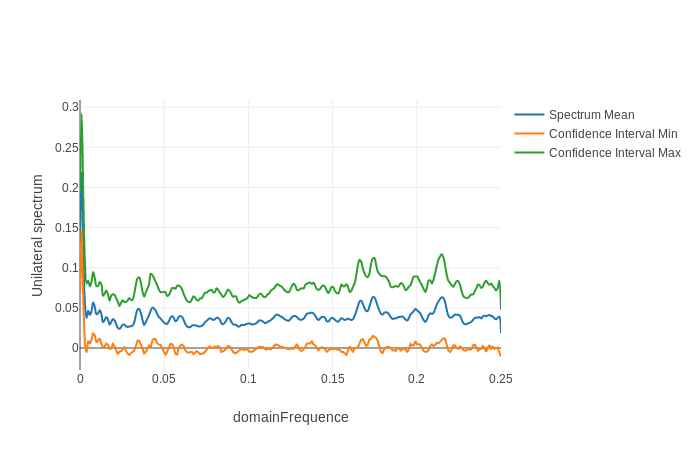 Unilateral spectrum
0.3
0.25
0.2
0.15
0.1
0.05
0
0 0.05 0.1 0.15 0.2 0.25
domainFrequence
Spectrum Mean
Confidence Interval Min
Confidence Interval Max